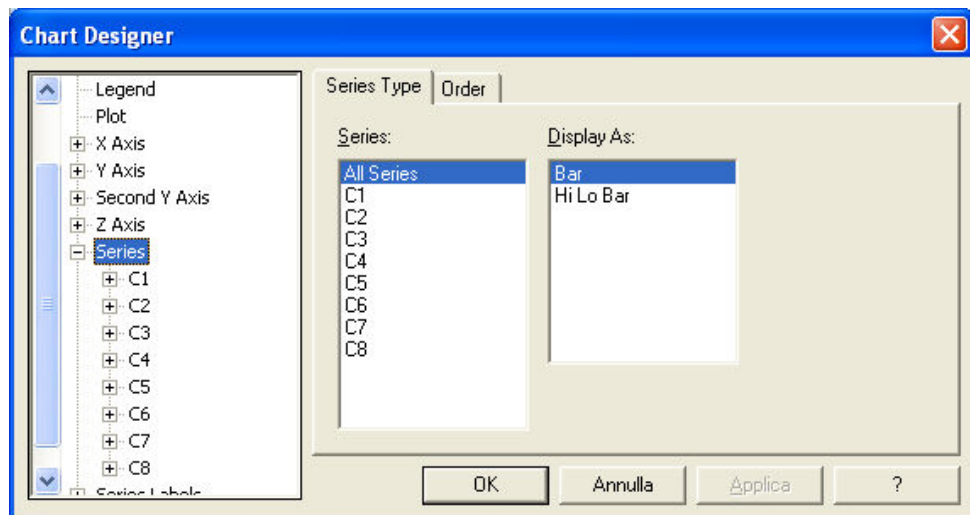 Chart Designer
Legend
Plot
X Axis
Y Axis
Second Y Axis
Z Axis
Series
C1
C2
C3
C4
C5
C6
C7
C8
Series Labels
Series Type
Order
Series:
All Series
C1
C2
C3
C4
C5
C6
C7
C8
Display As:
Bar
Hi Lo Bar
OK
Annulla
Applica
?